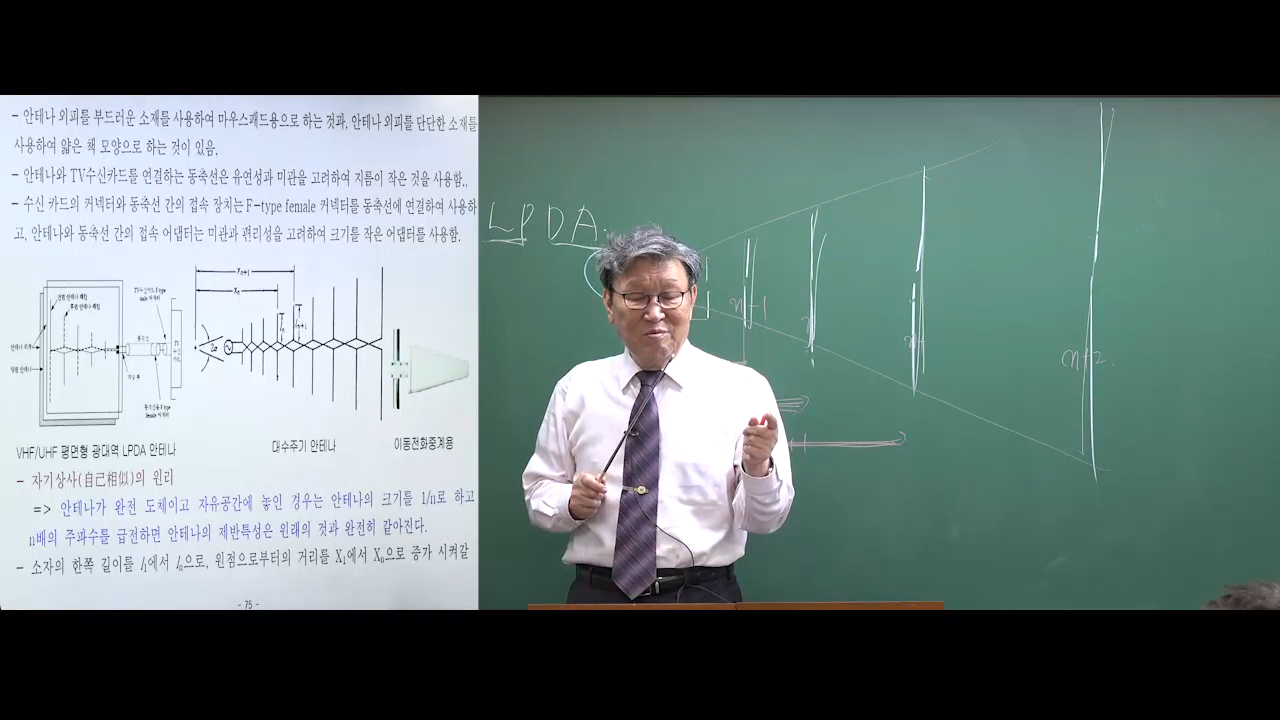 - 안테나 외피를 부드러운 소재를 사용하여 마우스패드용으로 하는 것과, 안테나 외피를 단단한 소재를
사용하여 얇은 책 모양으로 하는 것이 있음.
- 안테나와 TV수신카드를 연결하는 동축선은 유연성과 미관을 고려하여 지름이 작은 것을 사용함..
- 수신 카드의 커넥터와 동축선 간의 접속 장치는 F-type female 커넥터를 동축선에 연결하여 사용하
고, 안테나와 동축선 간의 접속 어댑터는 미관과 편리성을 고려하여 크기를 작은 어댑터를 사용함.
Xn+1
Xn
ln
ln+1
2α
VHF/UHF 평면형 광대역 LPDA 안테나
대수주기 안테나
이동전화중계용
- 자기상사(自己相似)의 원리
=> 안테나가 완전 도체이고 자유공간에 놓인 경우는 안테나의 크기를 1/n로 하고
n배의 주파수를 급전하면 안테나의 제반특성은 원래의 것과 완전히 같아진다.
- 소자의 한쪽 길이를 l1에서 ln으로, 원점으로부터의 거리를 X1에서 Xn으로 증가 시켜갈
- 75 -
LPDA.
n-1
n+2.